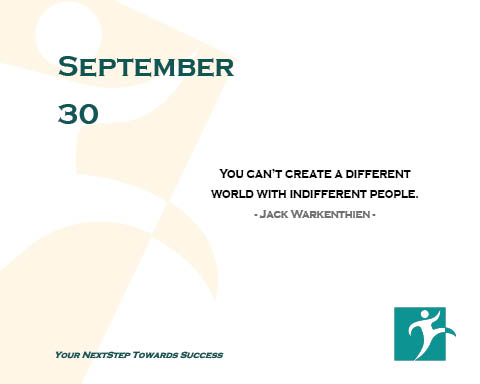 September
30
You can't create a different
world with indifferent people.
- Jack Warkenthien -
Your NextStep Towards Success